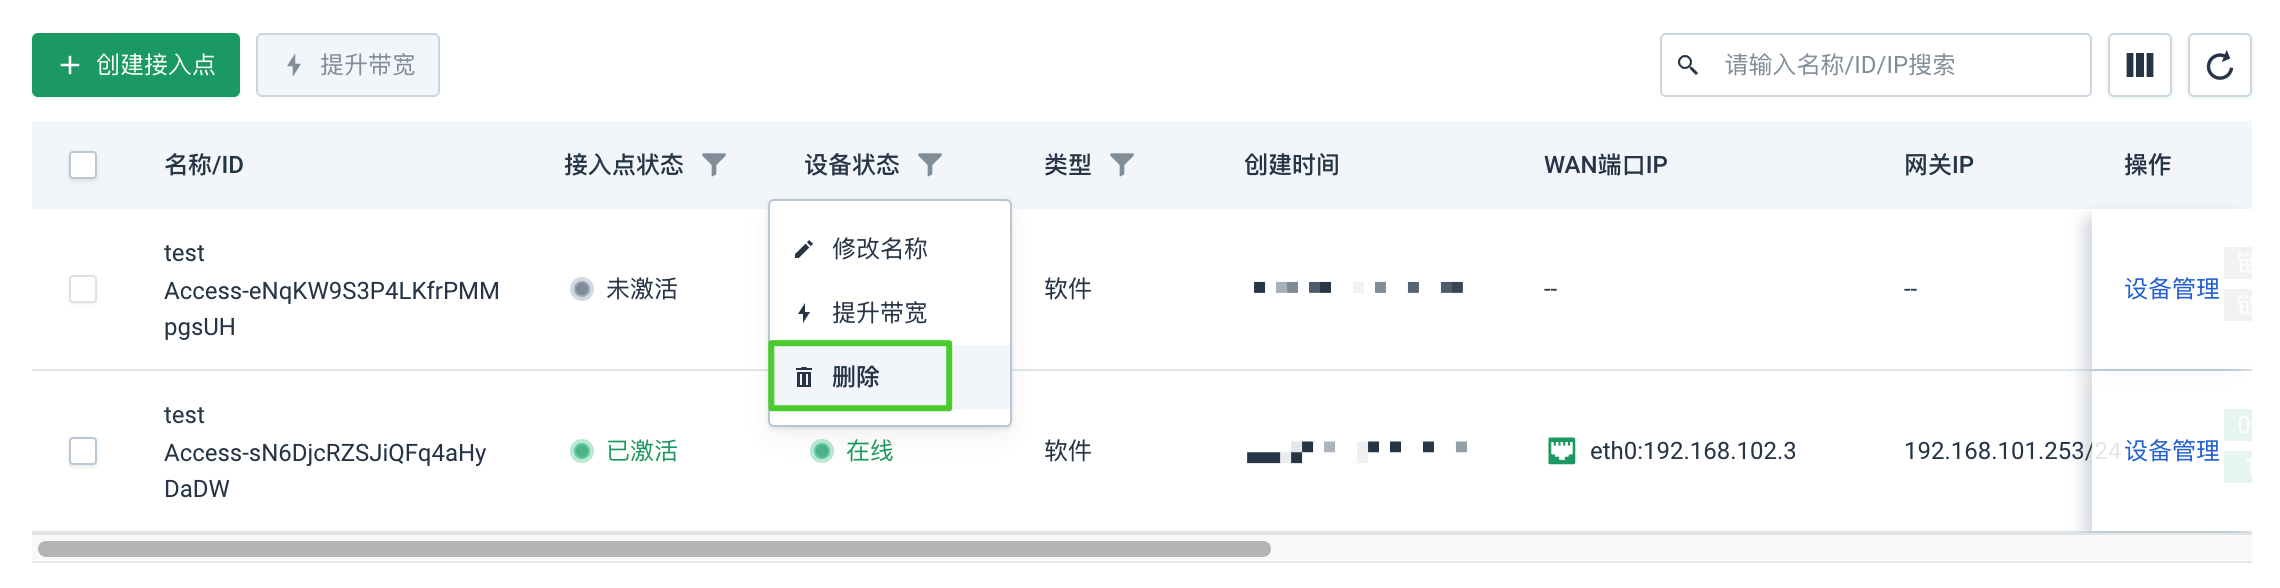 创建接入点
提升带宽
请输入名称/ID/IP搜索
名称/ID
接入点状态
设备状态
类型
创建时间
WAN端口IP
网关IP
操作
test
Access-eNqKW9S3P4LKfrPMM
pgsUH
未激活
修改名称
提升带宽
删除
软件
--
--
设备管理
test
Access-sN6DjcRZSJiQFq4aHy
DaDW
已激活
在线
软件
eth0:192.168.102.3
192.168.101.253/24
设备管理